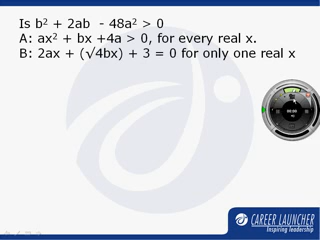 Is b² + 2ab - 48a² > 0
A: ax² + bx +4a > 0, for every real x.
B: 2ax + (√4bx) + 3 = 0 for only one real x
CAREER LAUNCHER
Inspiring leadership